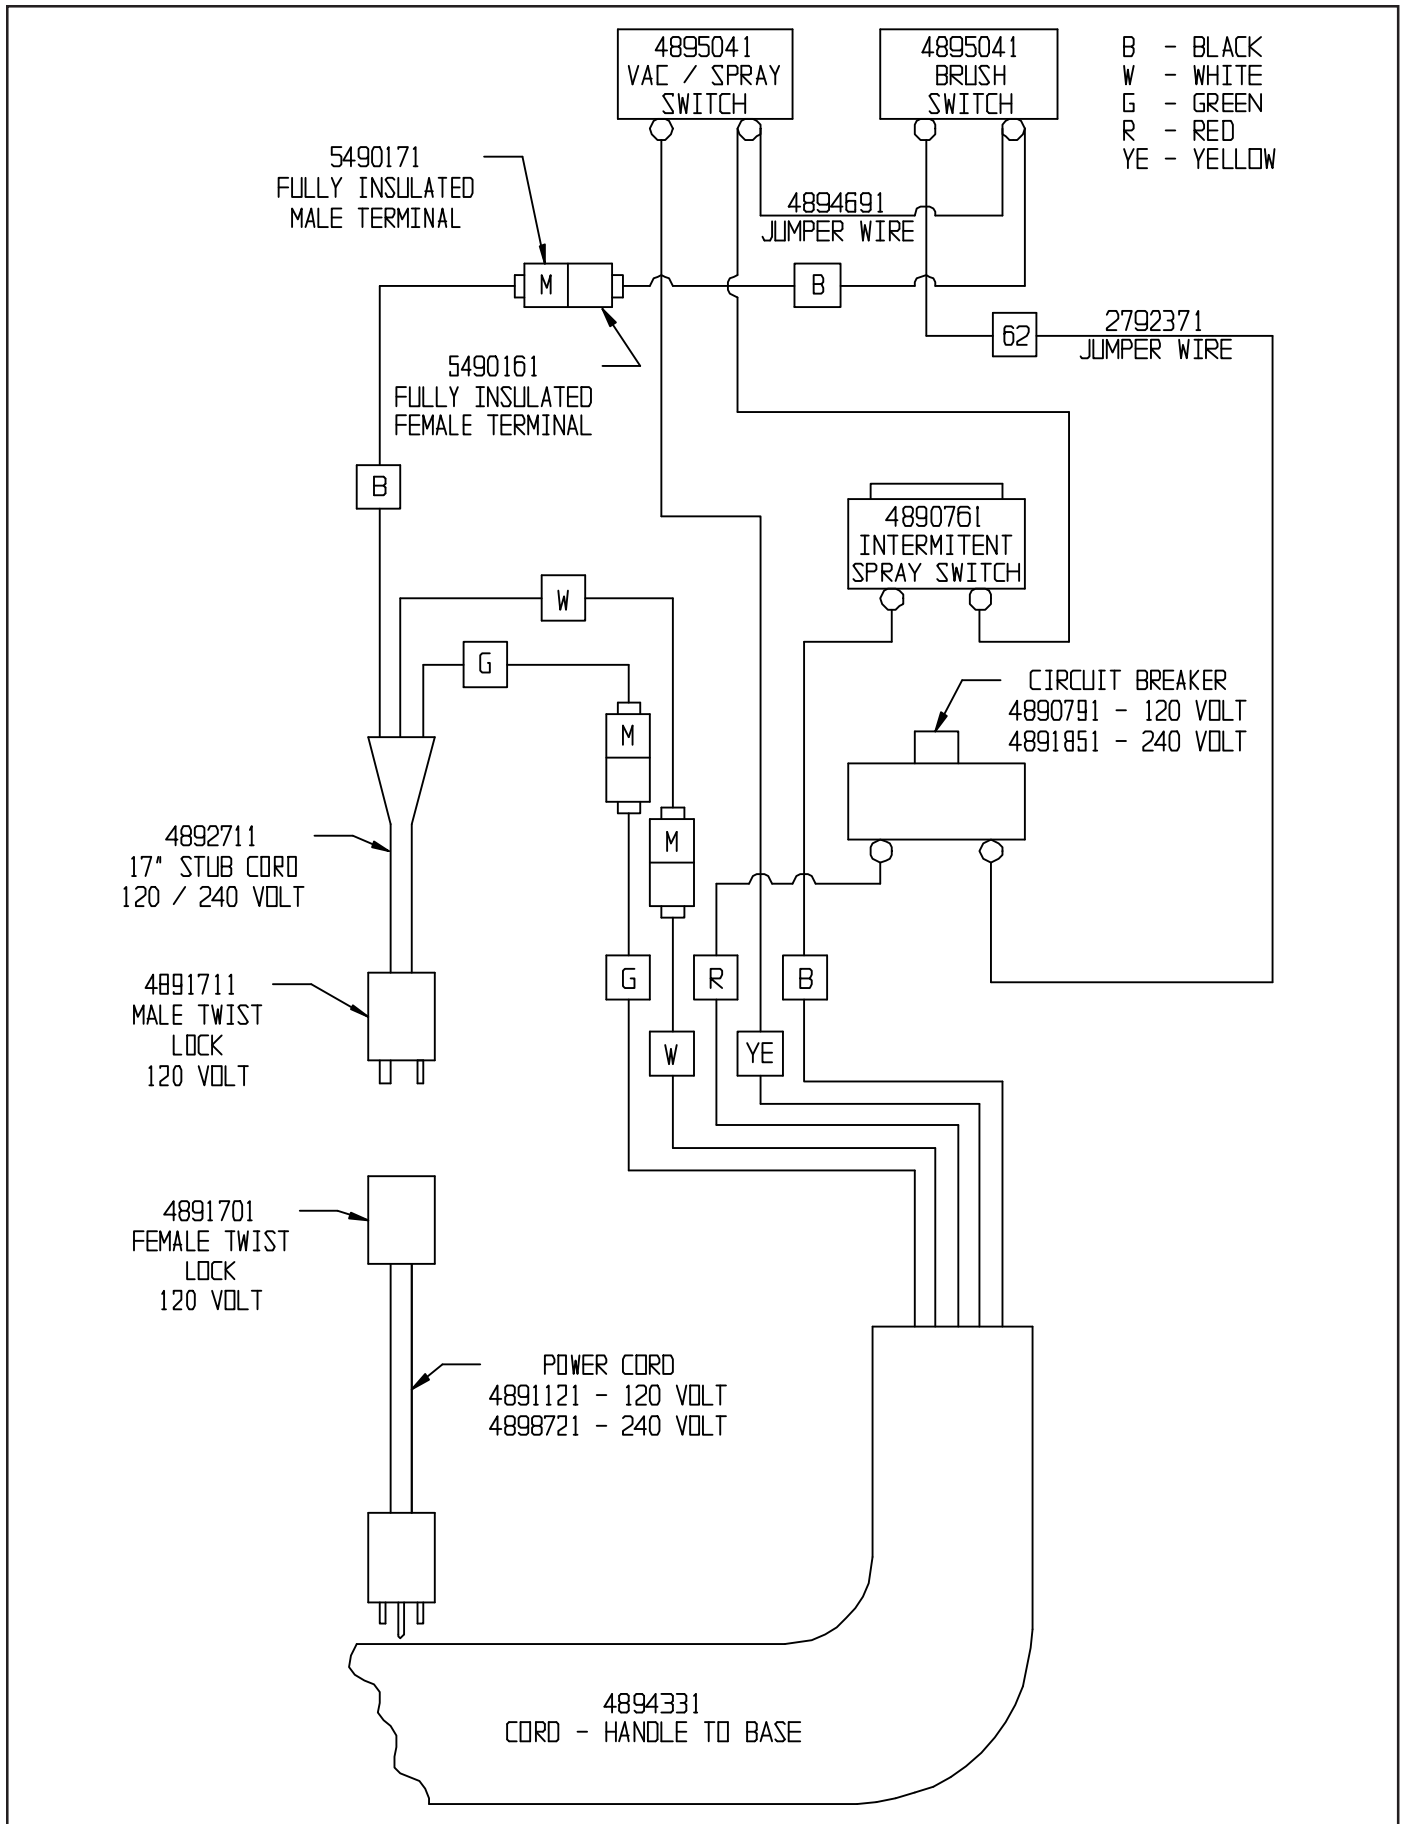 4895041
VAC / SPRAY
SWITCH
4895041
BRUSH
SWITCH
B - BLACK
W - WHITE
G - GREEN
R - RED
YE - YELLOW
5490171
FULLY INSULATED
MALE TERMINAL
4894691
JUMPER WIRE
M
B
62
2792371
JUMPER WIRE
5490161
FULLY INSULATED
FEMALE TERMINAL
B
4890761
INTERMITENT
SPRAY SWITCH
W
G
CIRCUIT BREAKER
4890791 - 120 VOLT
4891851 - 240 VOLT
M
M
4892711
17" STUB CORD
120 / 240 VOLT
G
R
B
4891711
MALE TWIST
LOCK
120 VOLT
W
YE
4891701
FEMALE TWIST
LOCK
120 VOLT
POWER CORD
4891121 - 120 VOLT
4898721 - 240 VOLT
4894331
CORD - HANDLE TO BASE